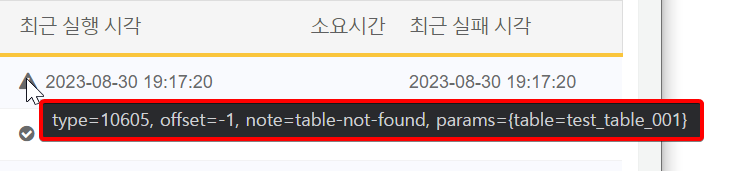 최근 실행 시각 소요시간 최근 실패 시각
2023-08-30 19:17:20 2023-08-30 19:17:20
type=10605, offset=-1, note=table-not-found, params={table=test_table_001}